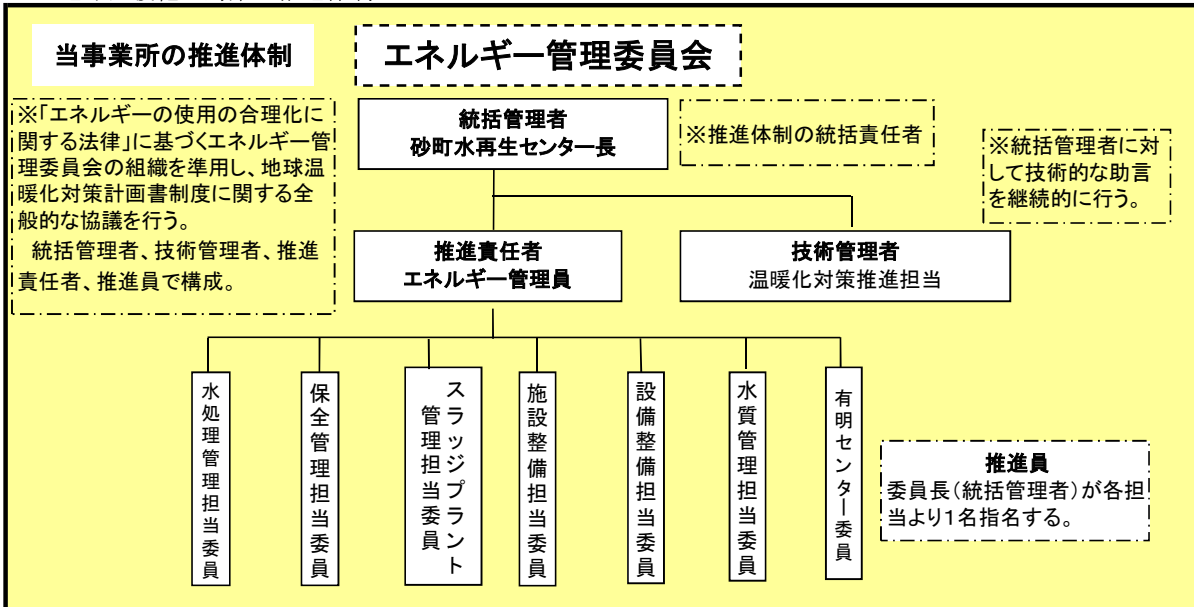 当事業所の推進体制
エネルギー管理委員会
※「エネルギーの使用の合理化に
関する法律」に基づくエネルギー管
理委員会の組織を準用し、地球温
暖化対策計画書制度に関する全
般的な協議を行う。
統括管理者、技術管理者、推進
責任者、推進員で構成。
統括管理者
砂町水再生センター長
※推進体制の統括責任者
※統括管理者に対
して技術的な助言
を継続的に行う。
推進責任者
エネルギー管理員
技術管理者
温暖化対策推進担当
水処理管理担当委員
保全管理担当委員
スラッジプラント
管理担当委員
施設整備担当委員
設備整備担当委員
水質管理担当委員
有明センター委員
推進員
委員長(統括管理者)が各担
当より1名指名する。